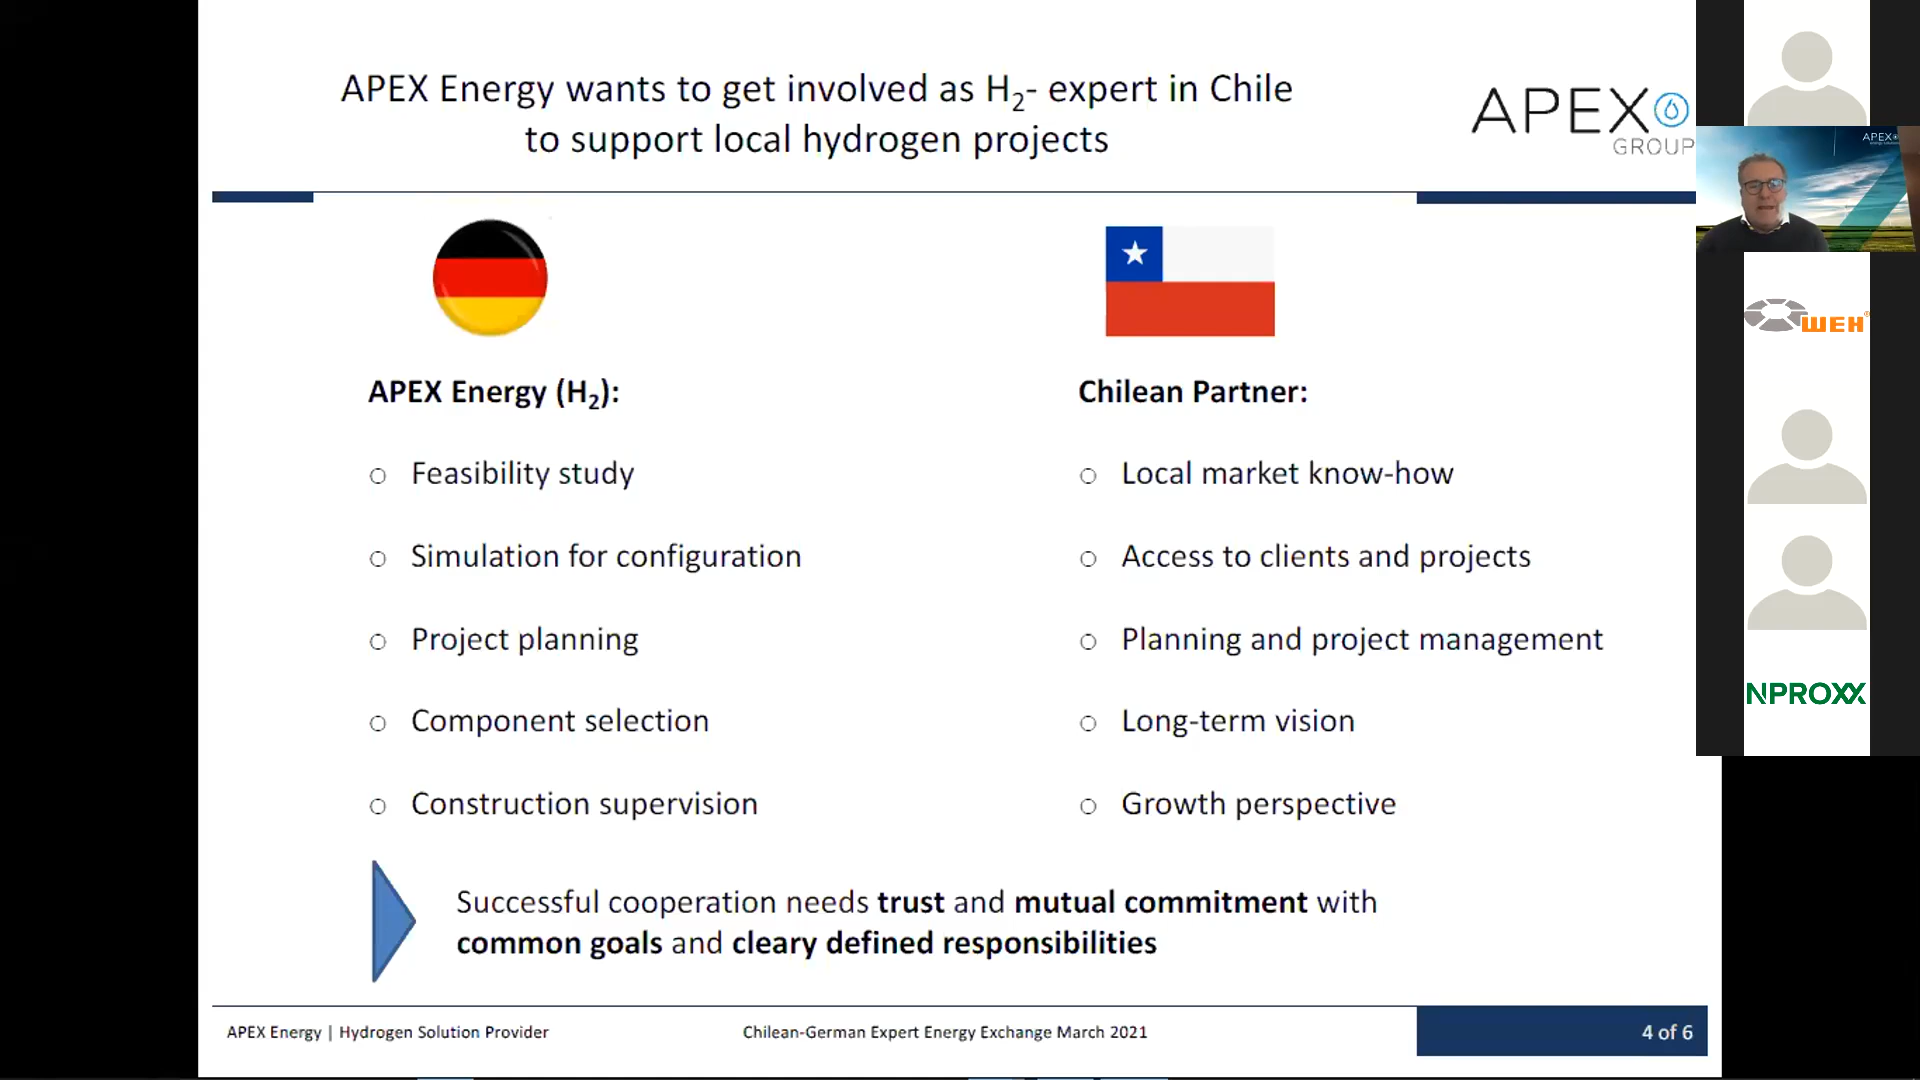 APEX Energy wants to get involved as H2- expert in Chile
to support local hydrogen projects
APEX
GROUP
APEX
APEX Energy (H2):
Feasibility study
Simulation for configuration
Project planning
Component selection
Construction supervision
Chilean Partner:
Local market know-how
Access to clients and projects
Planning and project management
Long-term vision
Growth perspective
Successful cooperation needs trust and mutual commitment with
common goals and cleary defined responsibilities
APEX Energy | Hydrogen Solution Provider
Chilean-German Expert Energy Exchange March 2021
4 of 6
WEH®
NPROXX